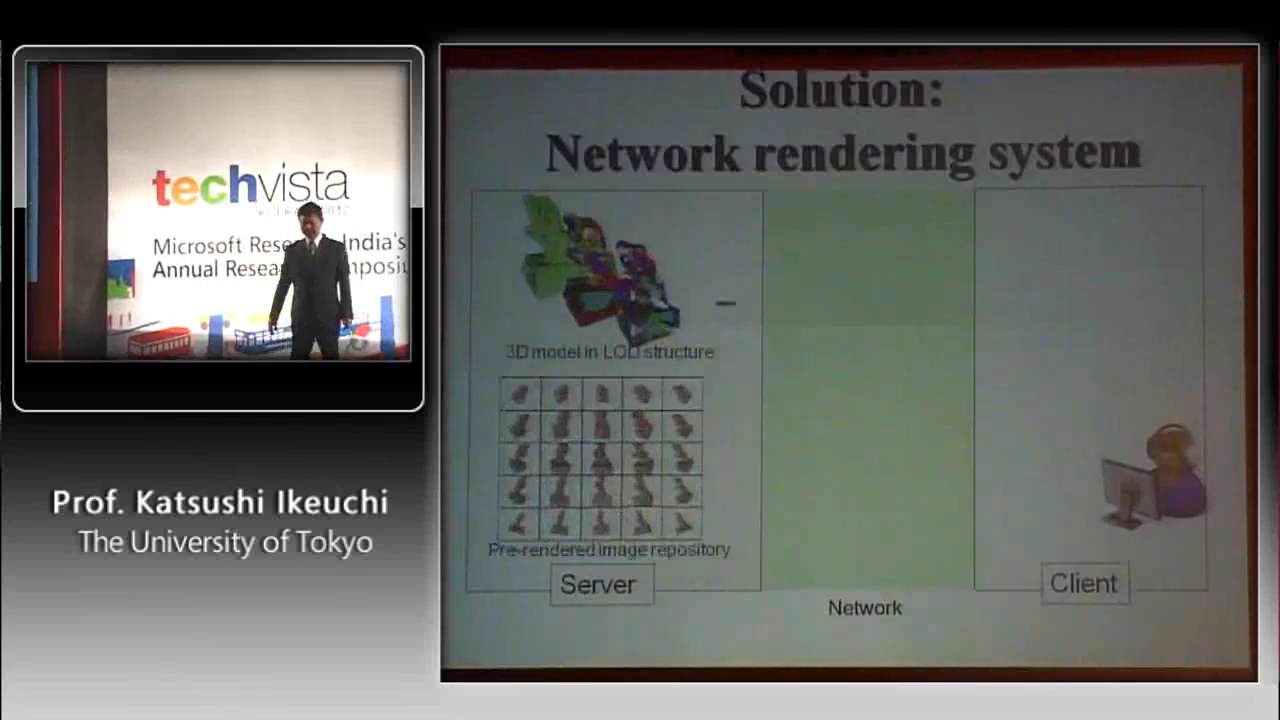 techvista
Microsoft Research India's
Annual Research
Prof. Katsushi Ikeuchi
The University of Tokyo
Solution:
Network rendering system
3D model in LOD structure
Pre-rendered image repository
Server
Network
Client